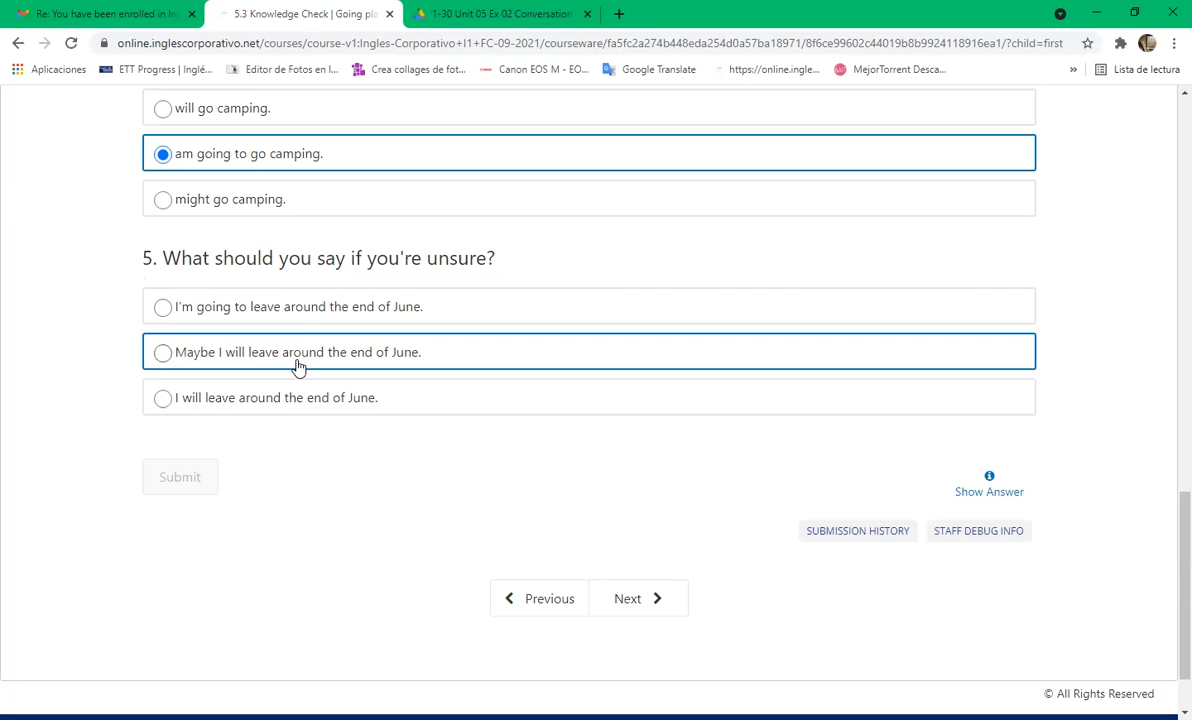 Re: You have been enrolled in In
5.3 Knowledge Check | Going pla
1-30 Unit 05 Ex 02 Conversation
online.inglescorporativo.net/courses/course-v1:Ingles-Corporativo+I1+FC-09-2021/courseware/fa5fc2a274b448eda254d0a57ba18971/8f6ce99602c44019b8b9924118916ea1/?child=first
Aplicaciones
ETT Progress | Inglé...
Editor de Fotos en l...
Crea collages de fot...
Canon EOS M - EO...
Google Translate
https://online.ingle...
MejorTorrent Desca...
»
Lista de lectura
will go camping.
am going to go camping.
might go camping.
5. What should you say if you're unsure?
I'm going to leave around the end of June.
Maybe I will leave around the end of June.
I will leave around the end of June.
Submit
Show Answer
SUBMISSION HISTORY
STAFF DEBUG INFO
Previous
Next
© All Rights Reserved